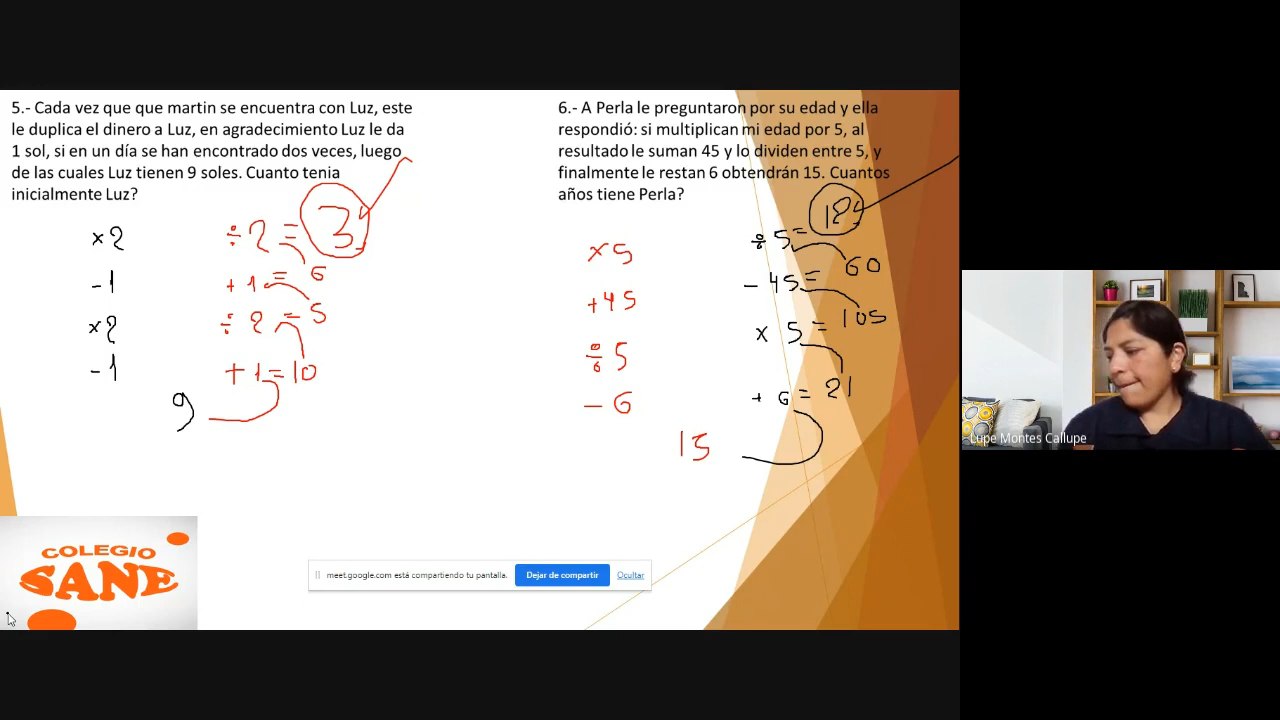 5.- Cada vez que que martin se encuentra con Luz, este
le duplica el dinero a Luz, en agradecimiento Luz le da
1 sol, si en un día se han encontrado dos veces, luego
de las cuales Luz tienen 9 soles. Cuanto tenia
inicialmente Luz?
×2 ÷2 = 3
-1 +1 = 6
×2 ÷2 = 5
-1 +1=10
9
6.- A Perla le preguntaron por su edad y ella
respondió: si multiplican mi edad por 5, al
resultado le suman 45 y lo dividen entre 5, y
finalmente le restan 6 obtendrán 15. Cuantos
años tiene Perla?
×5 ÷5= 12
+45 -45= 60
÷5 × 5=105
-6 +6=21
15
COLEGIO
SANE
meet.google.com está compartiendo tu pantalla.
Dejar de compartir
Ocultar
Lupe Montes Callupe